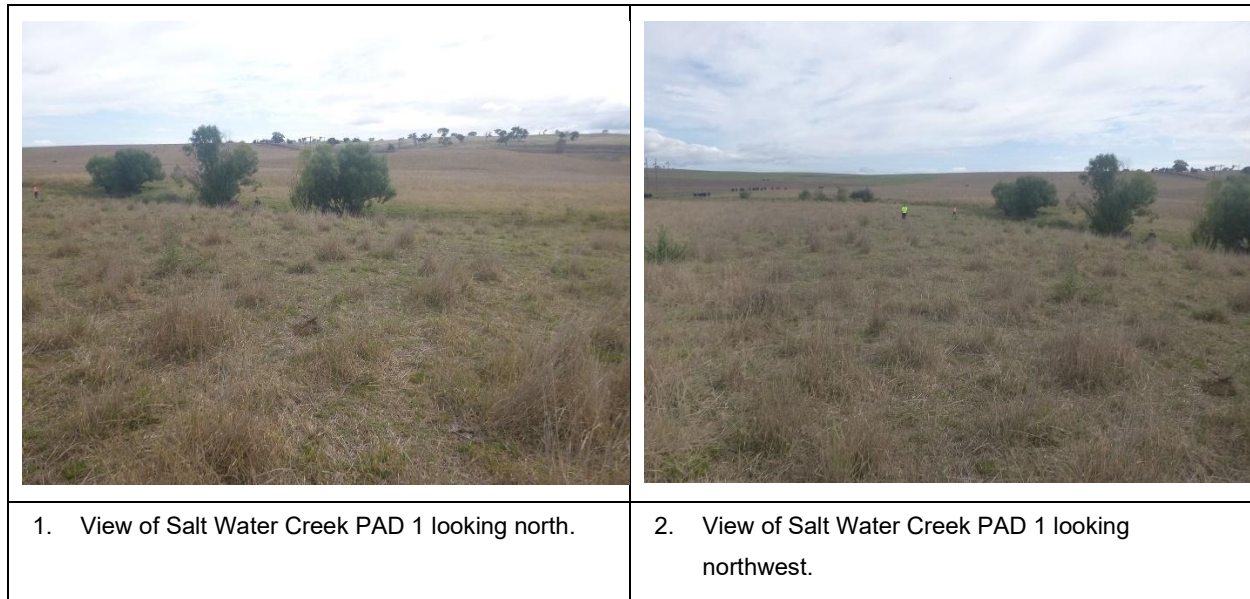 1. View of Salt Water Creek PAD 1 looking north.
2. View of Salt Water Creek PAD 1 looking
northwest.